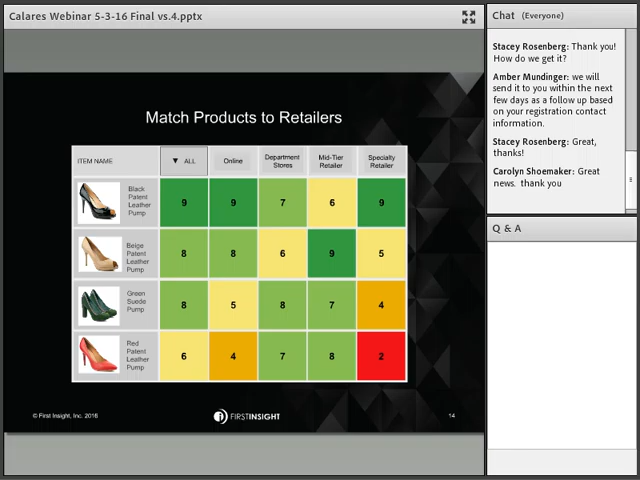 Calares Webinar 5-3-16 Final vs.4.pptx
Match Products to Retailers
ITEM NAME
▼ ALL
Online
Department
Stores
Mid-Tier
Retailer
Specialty
Retailer
Black
Patent
Leather
Pump
9 9 7 6 9
Beige
Patent
Leather
Pump
8 8 6 9 5
Green
Suede
Pump
8 5 8 7 4
Red
Patent
Leather
Pump
6 4 7 8 2
© First Insight, Inc. 2016
FIRSTINSIGHT
14
Chat (Everyone)
Stacey Rosenberg: Thank you!
How do we get it?
Amber Mundinger: we will
send it to you within the next
few days as a follow up based
on your registration contact
information.
Stacey Rosenberg: Great,
thanks!
Carolyn Shoemaker: Great
news. thank you
Q & A